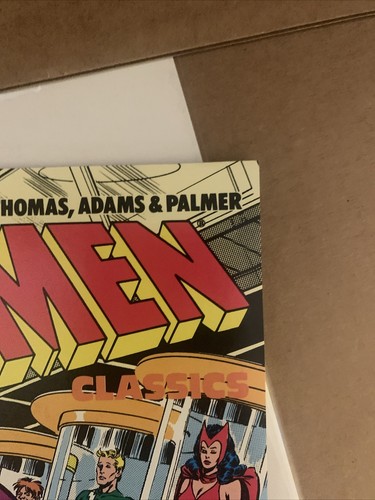 HOMAS, ADAMS & PALMER
MEN
CLASSICS